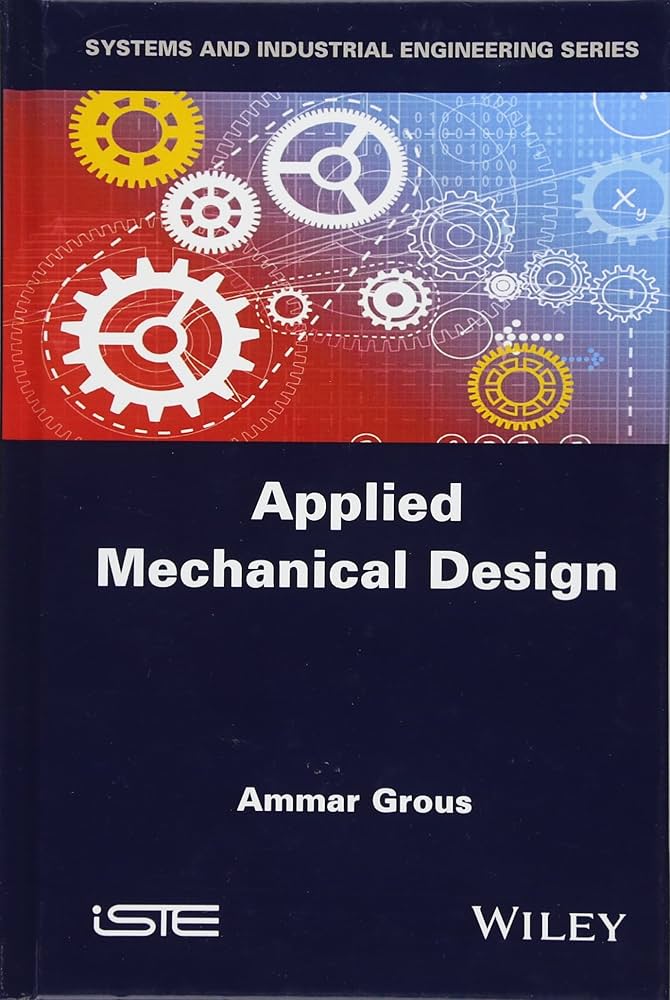 SYSTEMS AND INDUSTRIAL ENGINEERING SERIES
X
y
Applied
Mechanical Design
Ammar Grous
iSTE
WILEY